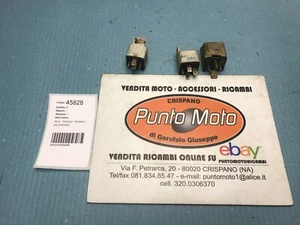 45828
VENDITA MOTO - ACCESSORI - RICAMBI
CRISPANO
Punto Moto
di Garofalo Giuseppe
VENDITA RICAMBI ONLINE SU
ebay
PUNTOMOTORICAMBI
Via F. Petrarca, 20 - 80020 CRISPANO (NA)
Tel/fax 081.834.85.47 - e-mail: puntomoto1@alice.it
cell. 320.0306370